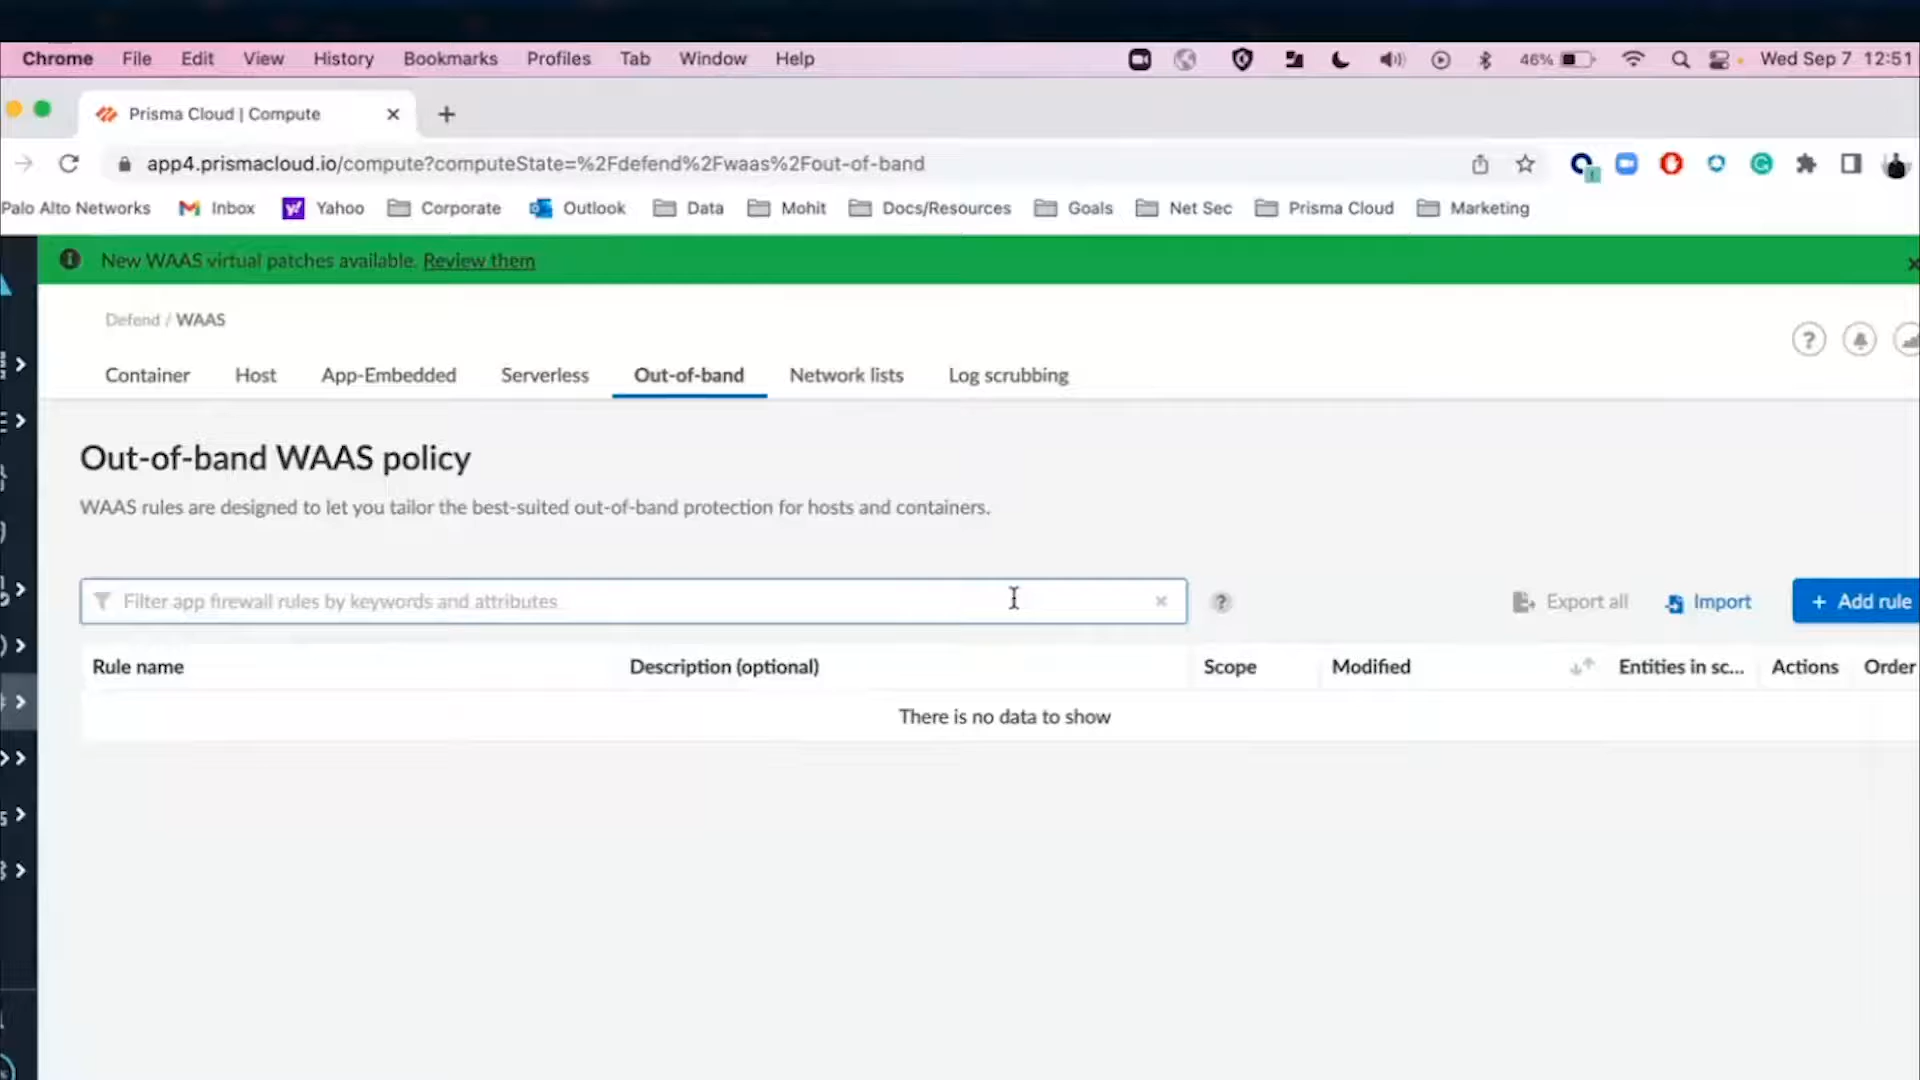 Chrome File Edit View History Bookmarks Profiles Tab Window Help 46% Wed Sep 7 12:51
Prisma Cloud | Compute
app4.prismacloud.io/compute?computeState=%2Fdefend%2Fwaas%2Fout-of-band
Palo Alto Networks Inbox Yahoo Corporate Outlook Data Mohit Docs/Resources Goals Net Sec Prisma Cloud Marketing
New WAAS virtual patches available. Review them
Defend / WAAS
Container Host App-Embedded Serverless Out-of-band Network lists Log scrubbing
Out-of-band WAAS policy
WAAS rules are designed to let you tailor the best-suited out-of-band protection for hosts and containers.
Filter app firewall rules by keywords and attributes Export all Import + Add rule
Rule name Description (optional) Scope Modified Entities in sc... Actions Order
There is no data to show